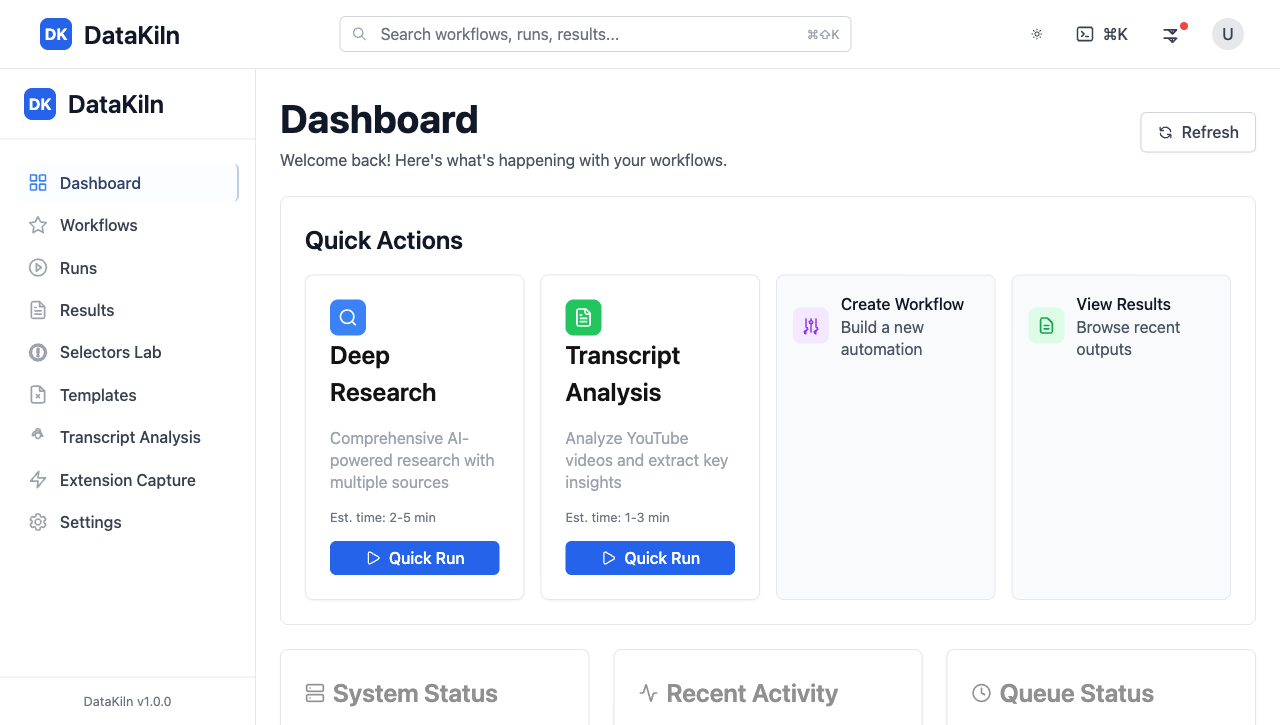 DK DataKiln
Search workflows, runs, results... ⌘⇧K
⌘K
U
DK DataKiln
Dashboard
Workflows
Runs
Results
Selectors Lab
Templates
Transcript Analysis
Extension Capture
Settings
DataKiln v1.0.0
Dashboard
Welcome back! Here's what's happening with your workflows.
Refresh
Quick Actions
Deep
Research
Comprehensive AI-
powered research with
multiple sources
Est. time: 2-5 min
Quick Run
Transcript
Analysis
Analyze YouTube
videos and extract key
insights
Est. time: 1-3 min
Quick Run
Create Workflow
Build a new
automation
View Results
Browse recent
outputs
System Status
Recent Activity
Queue Status